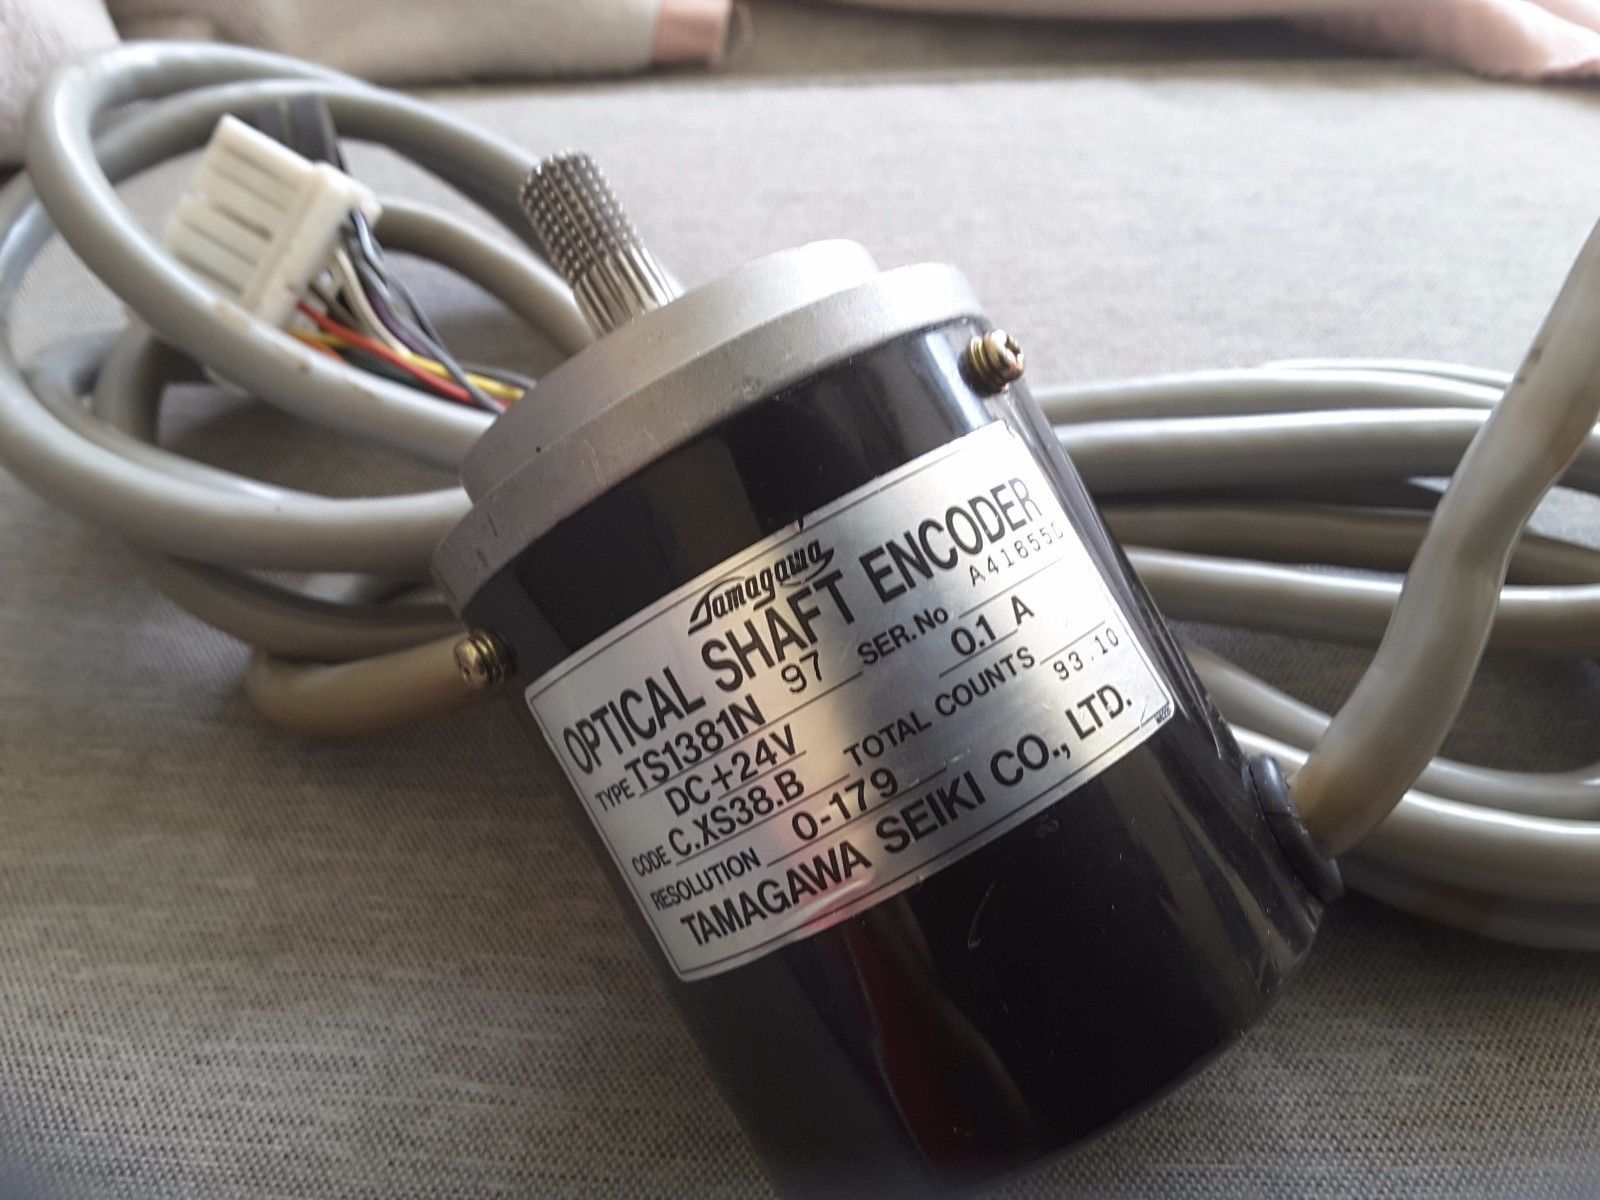 Tamagawa
OPTICAL SHAFT ENCODER
TYPE TS1381N 97 SER.No A41855
DC+24V 0.1 A
CODE C.XS38.B TOTAL COUNTS 93.10
RESOLUTION 0-179
TAMAGAWA SEIKI CO., LTD.